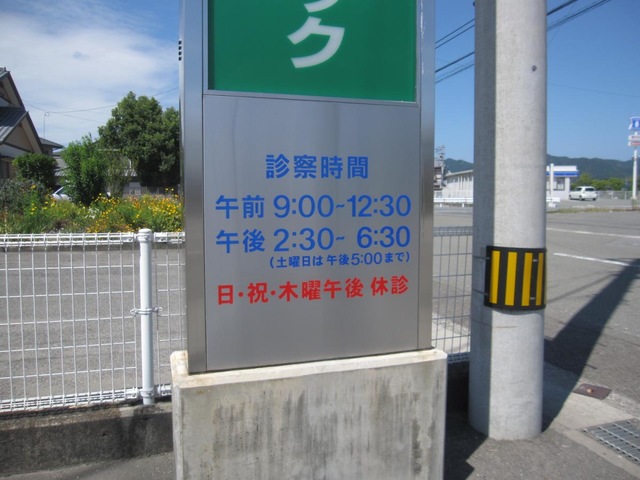 ック
診察時間
午前 9:00~12:30
午後 2:30~ 6:30
(土曜日は 午後5:00まで)
日・祝・木曜午後 休診